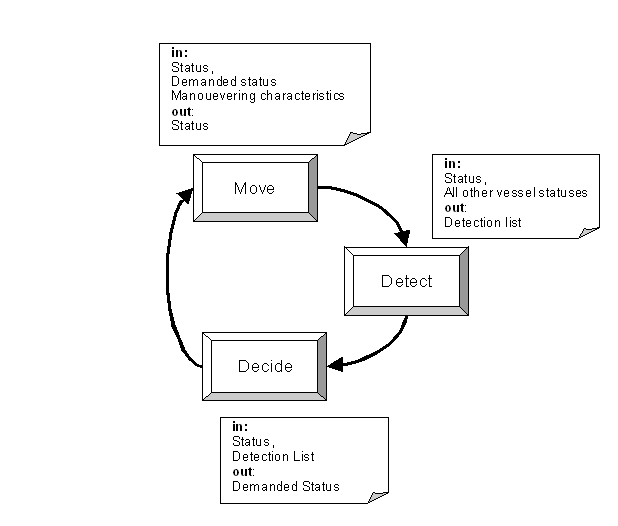 in:
Status,
Demanded status
Manouevering characteristics
out:
Status
Move
in:
Status,
All other vessel statuses
out:
Detection list
Detect
Decide
in:
Status,
Detection List
out:
Demanded Status